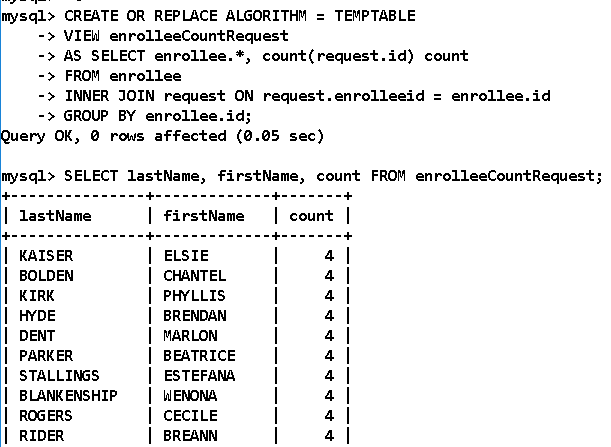 mysql> CREATE OR REPLACE ALGORITHM = TEMPTABLE
    -> VIEW enrolleeCountRequest
    -> AS SELECT enrollee.*, count(request.id) count
    -> FROM enrollee
    -> INNER JOIN request ON request.enrolleeid = enrollee.id
    -> GROUP BY enrollee.id;
Query OK, 0 rows affected (0.05 sec)
mysql> SELECT lastName, firstName, count FROM enrolleeCountRequest;
+---------------+-------------+-------+
| lastName      | firstName   | count |
+---------------+-------------+-------+
| KAISER        | ELSIE       |     4 |
| BOLDEN        | CHANTEL     |     4 |
| KIRK          | PHYLLIS     |     4 |
| HYDE          | BRENDAN     |     4 |
| DENT          | MARLON      |     4 |
| PARKER        | BEATRICE    |     4 |
| STALLINGS     | ESTEFANA    |     4 |
| BLANKENSHIP   | WENONA      |     4 |
| ROGERS        | CECILE      |     4 |
| RIDER         | BREANN      |     4 |